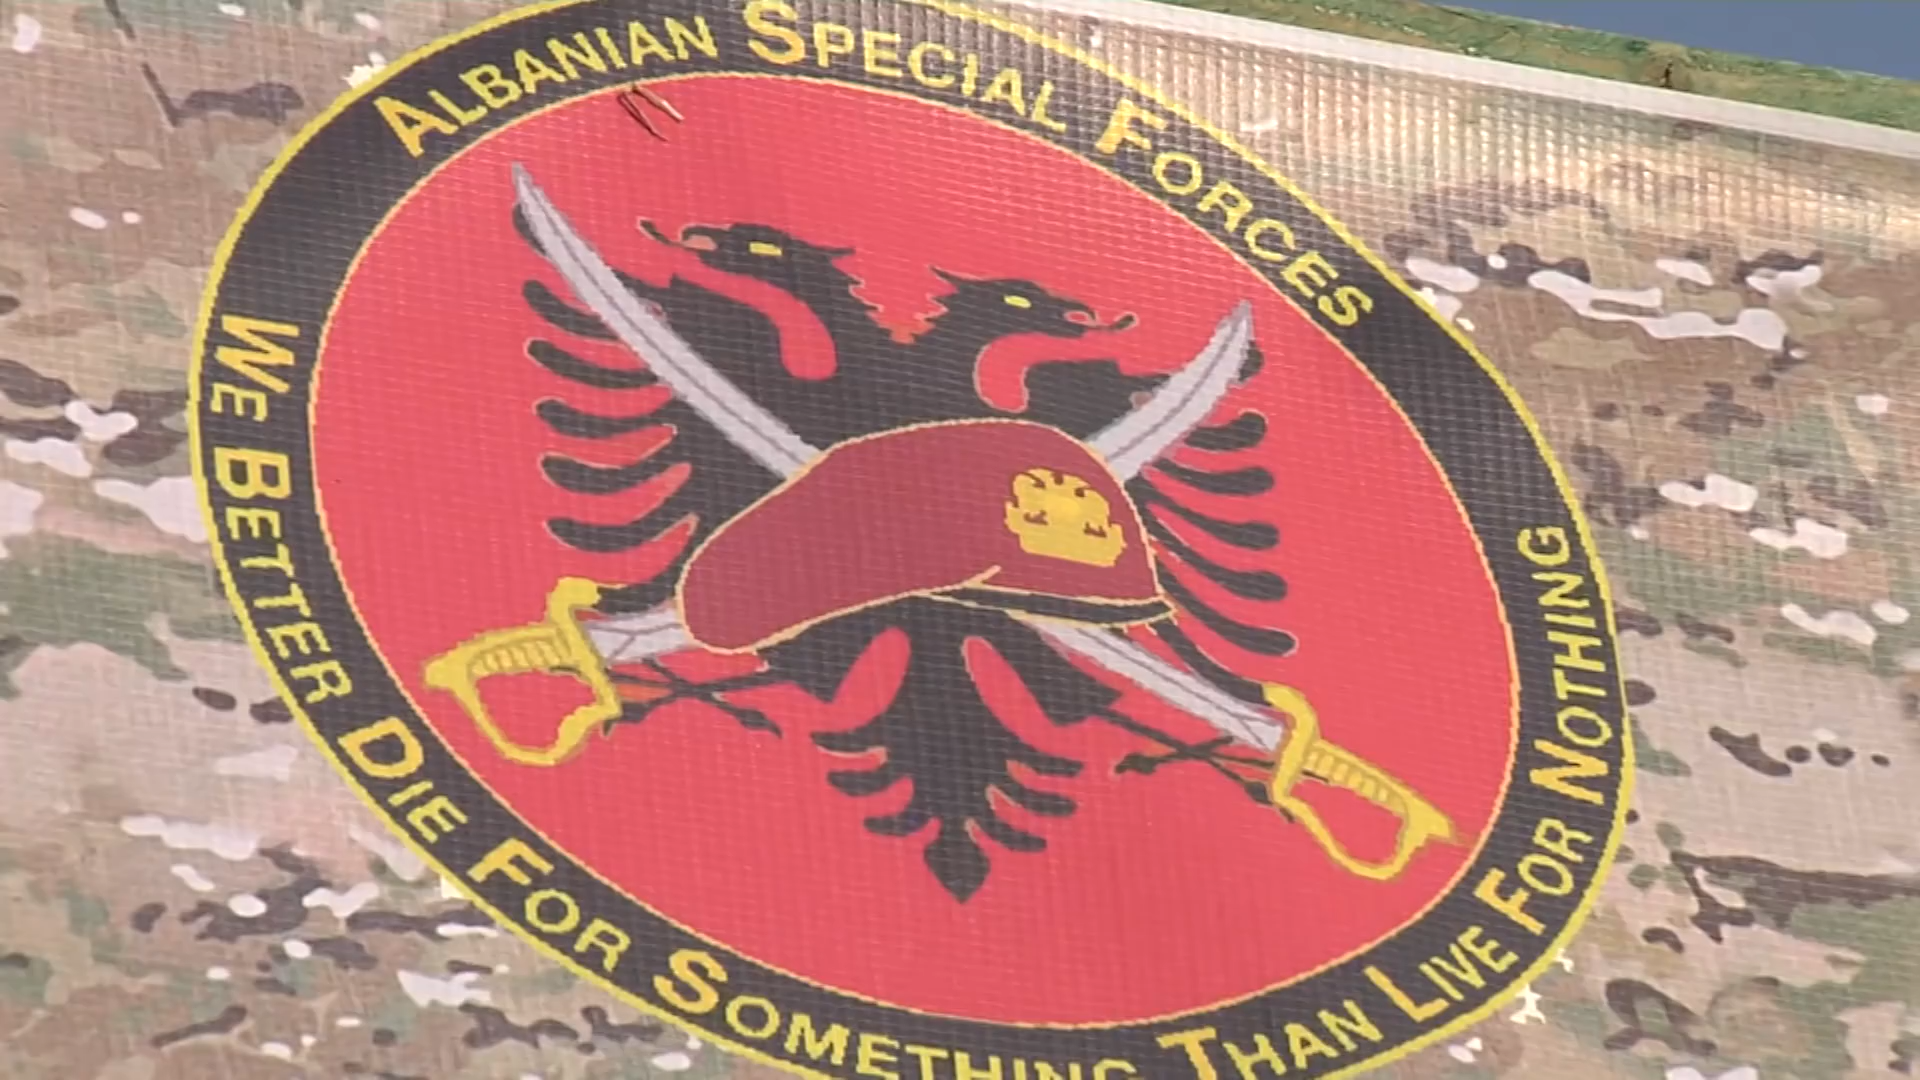 ALBANIAN SPECIAL FORCES
WE BETTER DIE FOR SOMETHING THAN LIVE FOR NOTHING